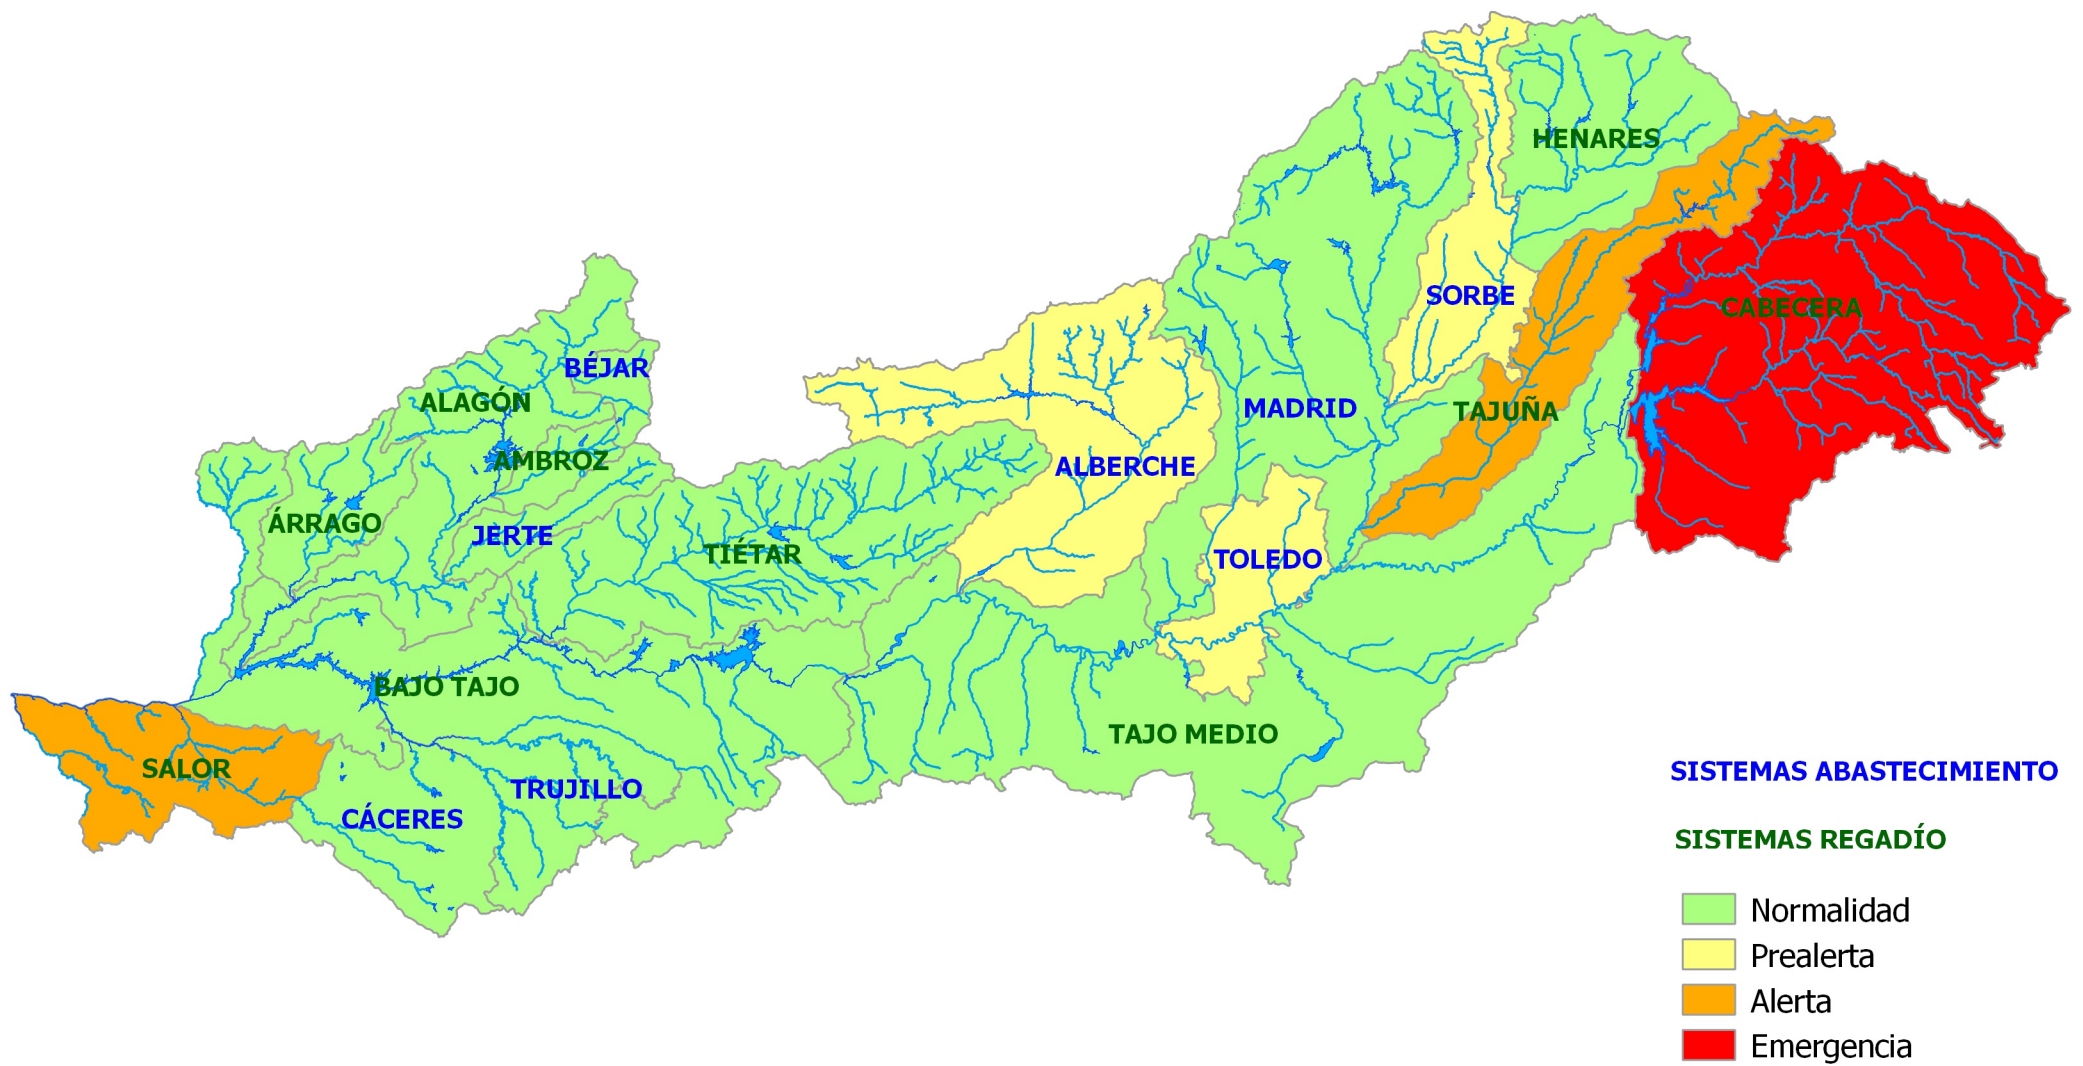 HENARES
SORBE
CABECERA
BÉJAR
ALAGÓN
MADRID
TAJUÑA
AMBROZ
ALBERCHE
ÁRRAGO
JERTE
TIÉTAR
TOLEDO
BAJO TAJO
TAJO MEDIO
SALOR
TRUJILLO
CÁCERES
SISTEMAS ABASTECIMIENTO
SISTEMAS REGADÍO
Normalidad
Prealerta
Alerta
Emergencia